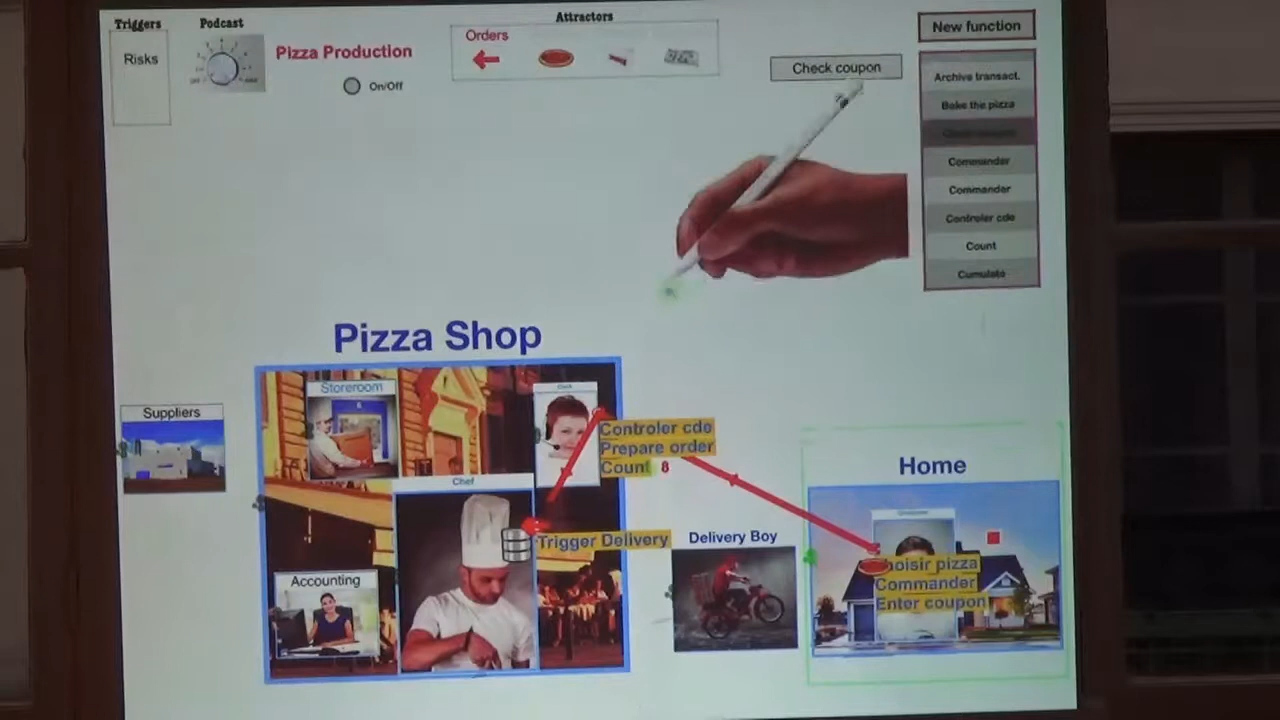 Triggers
Podcast
Attractors
Risks
Pizza Production
On/Off
Orders
New function
Check coupon
Archive transact.
Bake the pizza
Commander
Commander
Controler cde
Count
Cumulate
Pizza Shop
Storeroom
Suppliers
Controler cde
Prepare order
Count 8
Home
Chef
Trigger Delivery
Delivery Boy
Accounting
hoisir pizza
Commander
Enter coupon